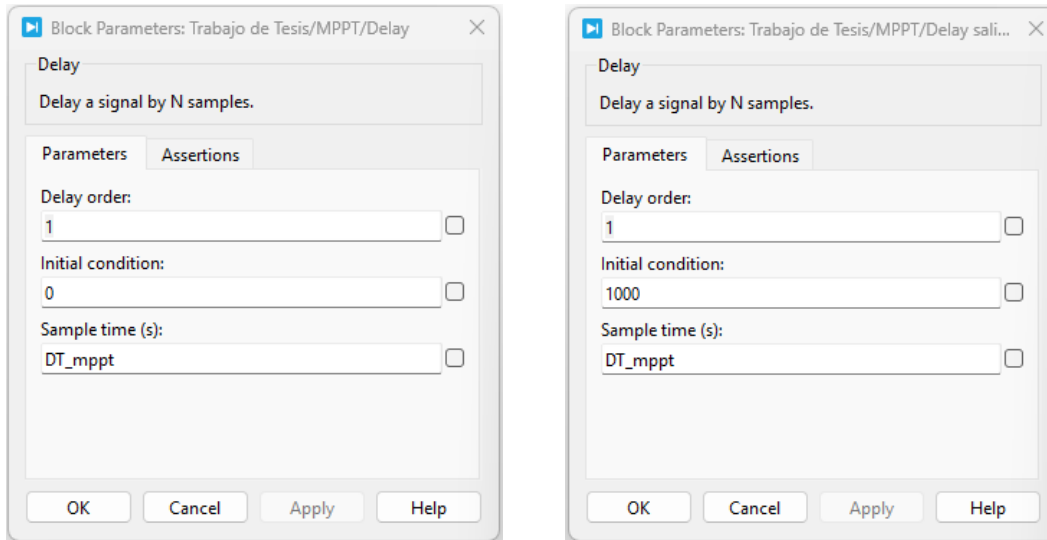 Block Parameters: Trabajo de Tesis/MPPT/Delay
Delay
Delay a signal by N samples.
Parameters Assertions
Delay order:
1
Initial condition:
0
Sample time (s):
DT_mppt
OK Cancel Apply Help
Block Parameters: Trabajo de Tesis/MPPT/Delay sali...
Delay
Delay a signal by N samples.
Parameters Assertions
Delay order:
1
Initial condition:
1000
Sample time (s):
DT_mppt
OK Cancel Apply Help